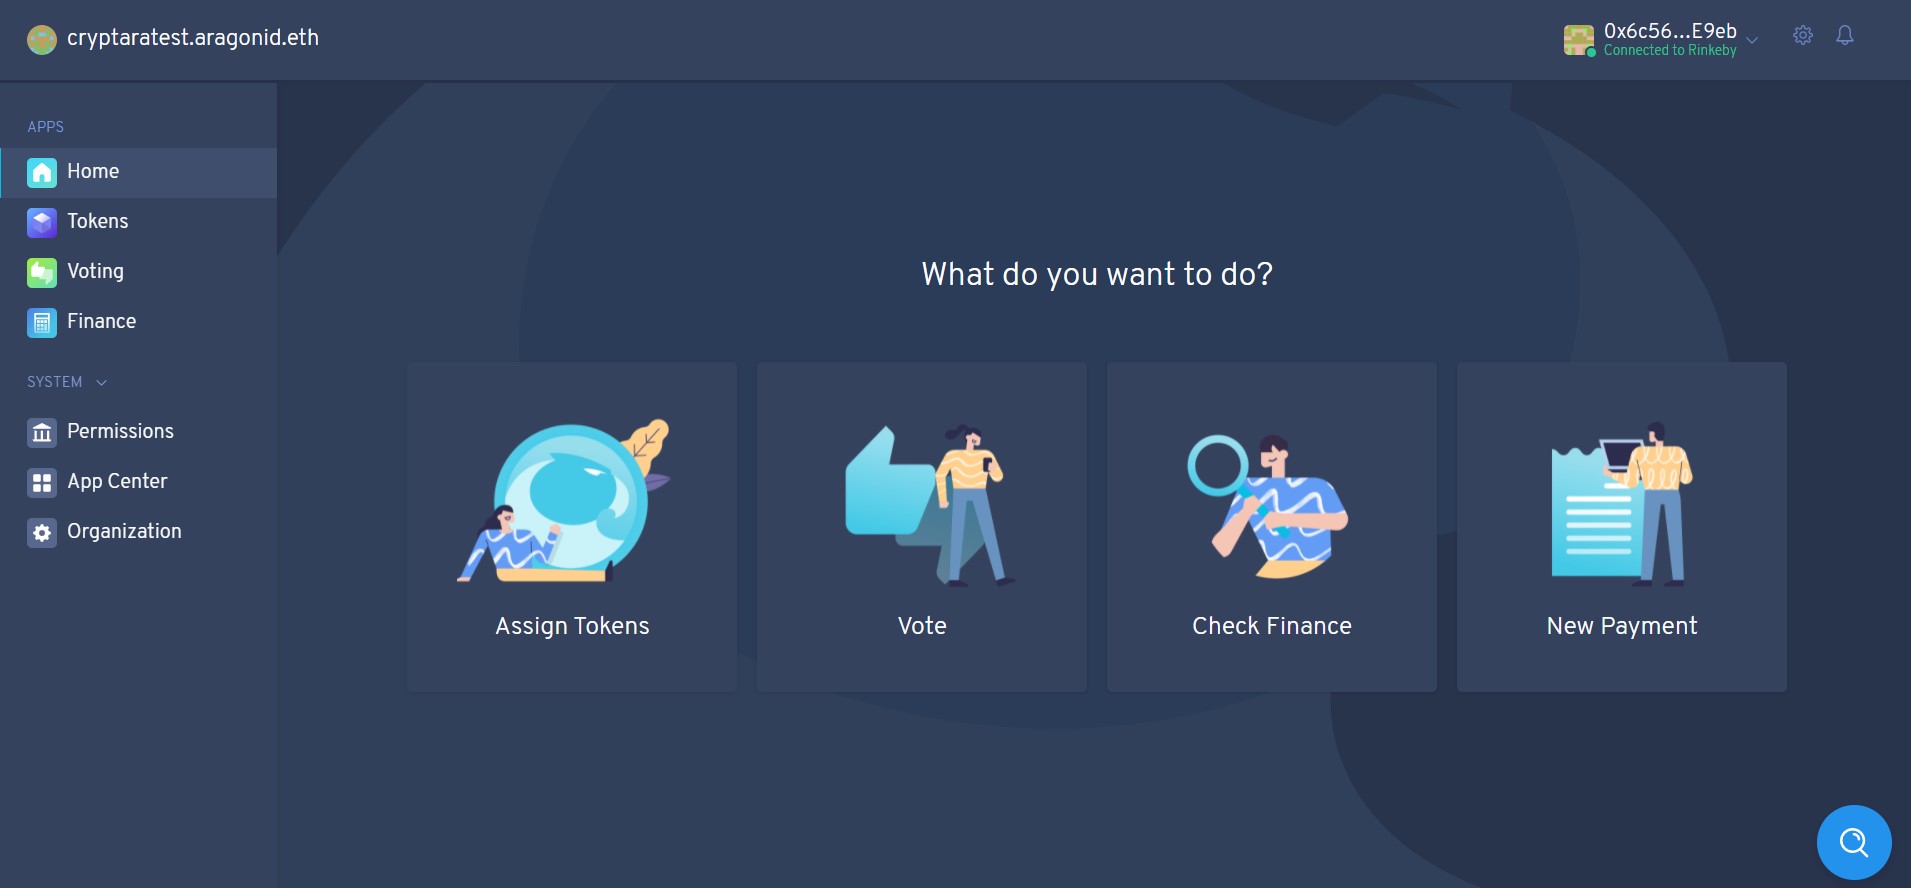 cryptaratest.aragonid.eth
0x6c56...E9eb
Connected to Rinkeby
APPS
Home
Tokens
Voting
Finance
SYSTEM
Permissions
App Center
Organization
What do you want to do?
Assign Tokens
Vote
Check Finance
New Payment